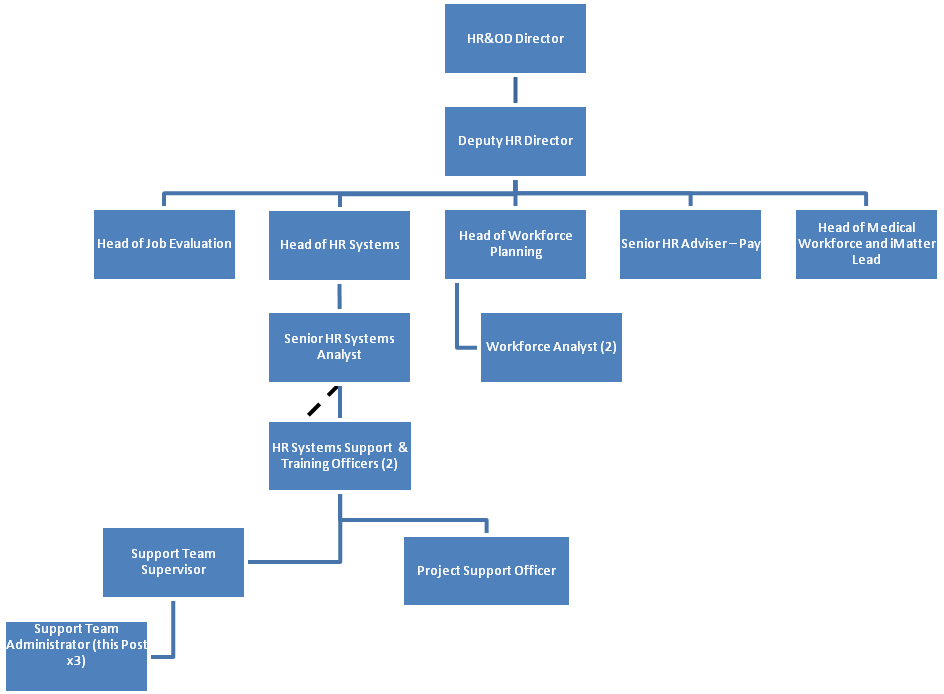 HR&OD Director
Deputy HR Director
Head of Job Evaluation
Head of HR Systems
Head of Workforce
Planning
Senior HR Adviser – Pay
Head of Medical
Workforce and iMatter
Lead
Senior HR Systems
Analyst
Workforce Analyst (2)
HR Systems Support &
Training Officers (2)
Support Team
Supervisor
Project Support Officer
Support Team
Administrator (this Post
x3)